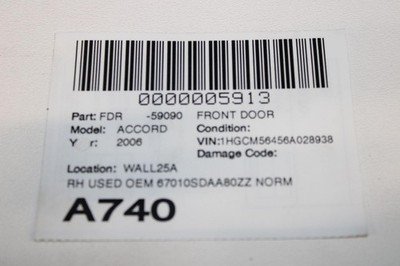 0000005913
Part: FDR -59090 FRONT DOOR
Model: ACCORD Condition:
Y r: 2006 VIN:1HGCM56456A028938
Damage Code:
Location: WALL25A
RH USED OEM 67010SDAA80ZZ NORM
A740